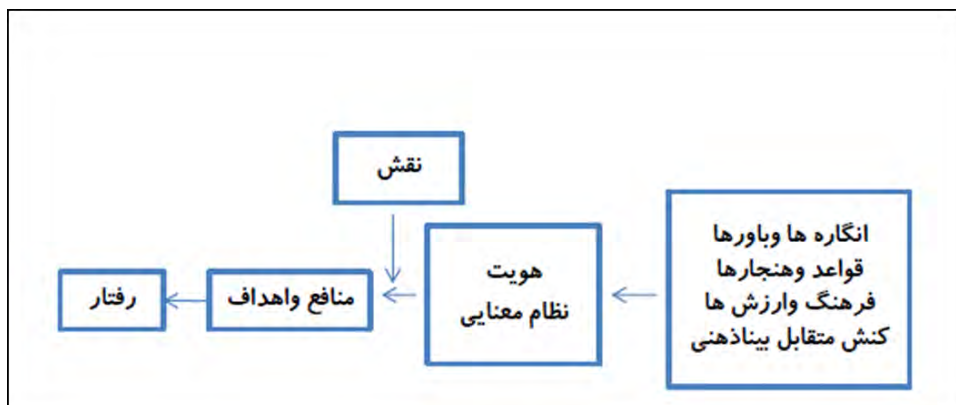 نقش
انگاره ها وباورها
قواعد وهنجارها
فرهنگ وارزش ها
کنش متقابل بیناذهنی
هویت
نظام معنایی
منافع واهداف
رفتار